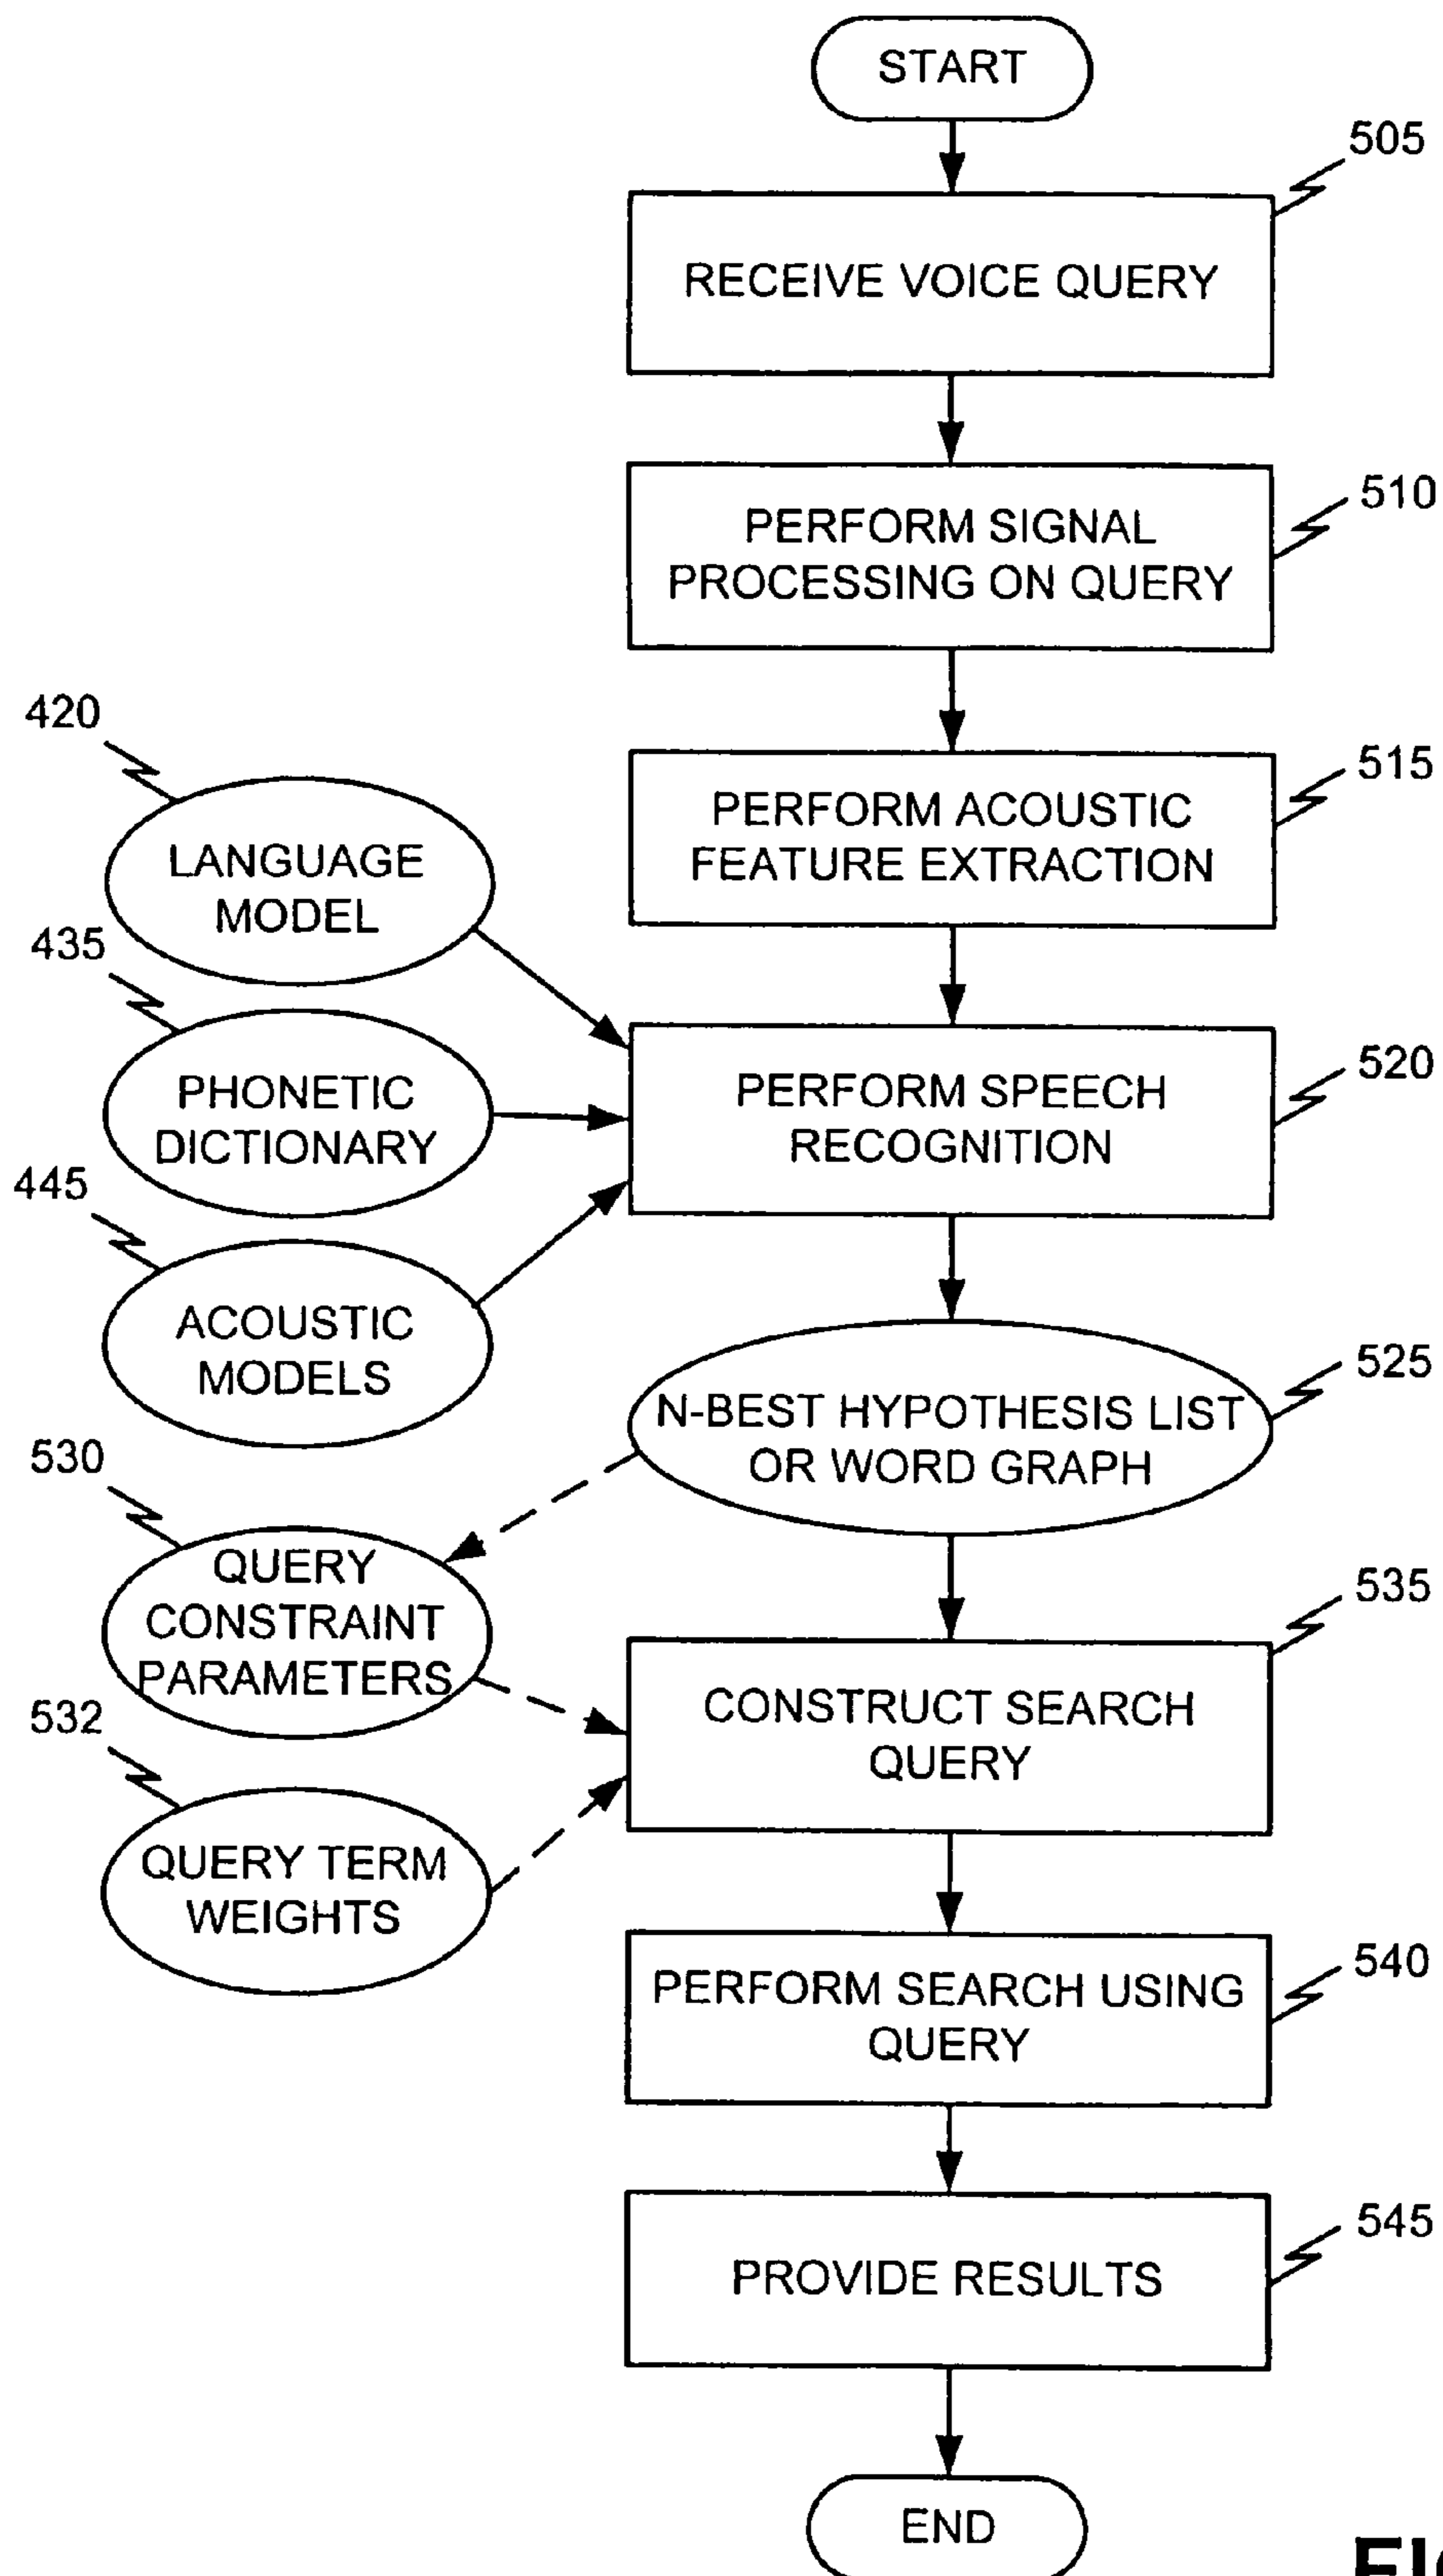 START
505
RECEIVE VOICE QUERY
510
PERFORM SIGNAL
PROCESSING ON QUERY
515
PERFORM ACOUSTIC
FEATURE EXTRACTION
420
LANGUAGE
MODEL
435
PHONETIC
DICTIONARY
445
ACOUSTIC
MODELS
520
PERFORM SPEECH
RECOGNITION
525
N-BEST HYPOTHESIS LIST
OR WORD GRAPH
530
QUERY
CONSTRAINT
PARAMETERS
532
QUERY TERM
WEIGHTS
535
CONSTRUCT SEARCH
QUERY
540
PERFORM SEARCH USING
QUERY
545
PROVIDE RESULTS
END